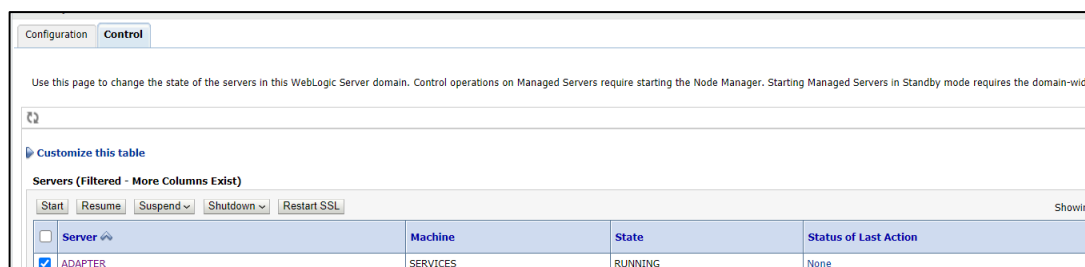 Configuration Control
Use this page to change the state of the servers in this WebLogic Server domain. Control operations on Managed Servers require starting the Node Manager. Starting Managed Servers in Standby mode requires the domain-wid
Customize this table
Servers (Filtered - More Columns Exist)
Start Resume Suspend Shutdown Restart SSL Showin
Server Machine State Status of Last Action
ADAPTER SERVICES RUNNING None